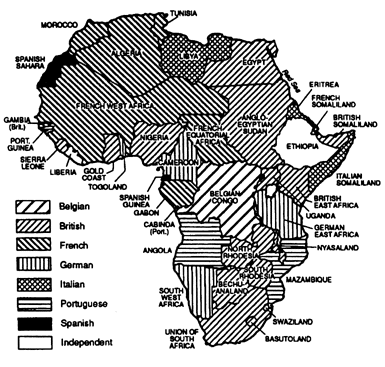 TUNISIA
MOROCCO
ALGERIA
SPANISH
SAHARA
LIBYA
EGYPT
Red Sea
ERITREA
FRENCH
SOMALILAND
FRENCH WEST AFRICA
ANGLO
EGYPTIAN
SUDAN
BRITISH
SOMALILAND
GAMBIA
(Brit.)
PORT.
GUINEA
SIERRA
LEONE
LIBERIA
GOLD
COAST
TOGOLAND
NIGERIA
FRENCH
EQUATORIAL
AFR.
ETHIOPIA
CAMEROON
ITALIAN
SOMALILAND
SPANISH
GUINEA
GABON
CABINDA
(Port.)
BELGIAN
CONGO
BRITISH
EAST AFRICA
UGANDA
GERMAN
EAST AFRICA
NYASALAND
ANGOLA
NORTH
RHODESIA
SOUTH
RHODESIA
MAZAMBIQUE
SOUTH
WEST
AFRICA
BECHU-
ANALAND
SWAZILAND
BASUTOLAND
UNION OF
SOUTH AFRICA
Belgian
British
French
German
Italian
Portuguese
Spanish
Independent